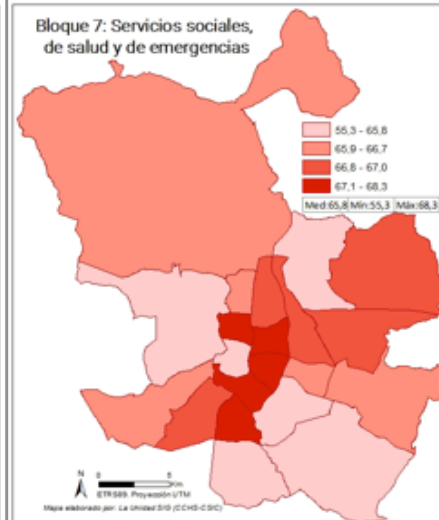 Bloque 7: Servicios sociales,
de salud y de emergencias
55,3 - 65,8
65,9 - 66,7
66,8 - 67,0
67,1 - 68,3
Med:65,8 Mín:55,3 Máx:68,3
N
0 5
Km
ETRS89. Proyección UTM
Mapa elaborado por: La Unidad SIG (CCHS-CSIC)